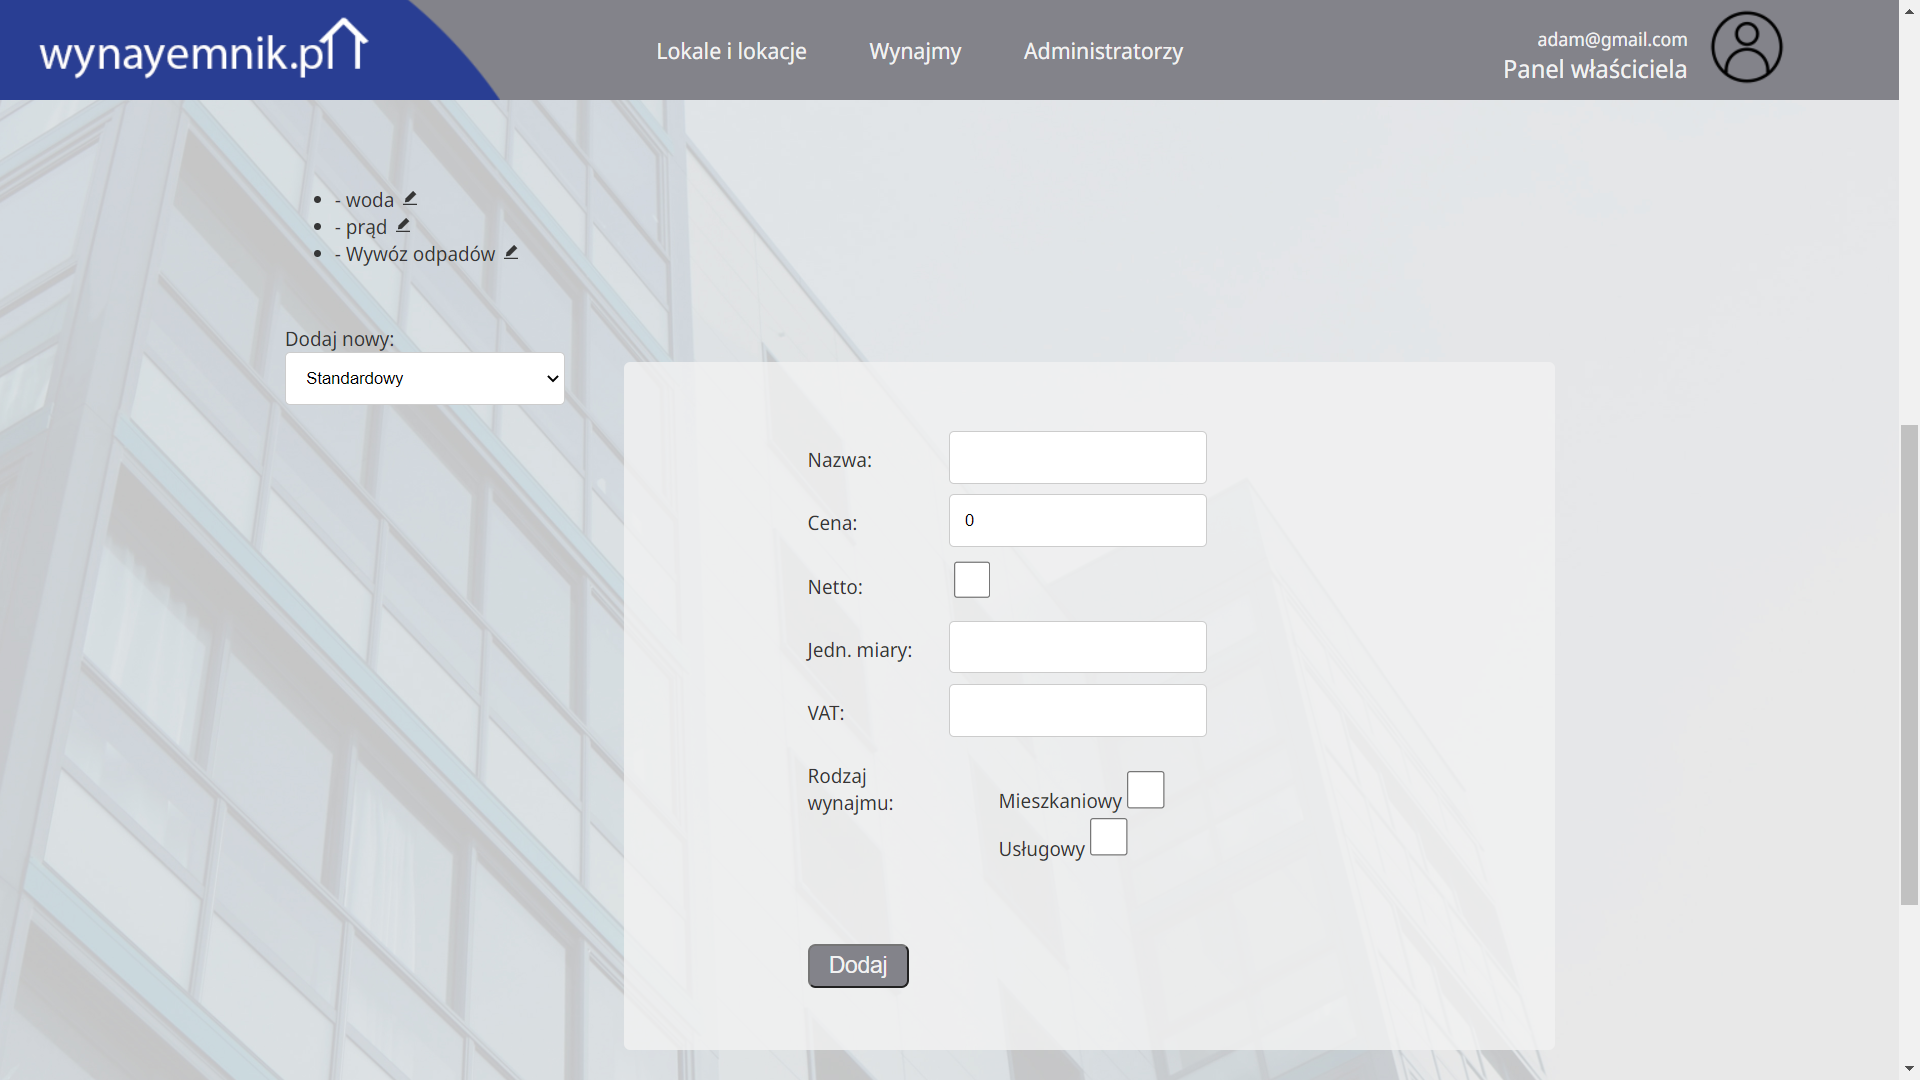 wynayemnik.pl
Lokale i lokacje
Wynajmy
Administratorzy
adam@gmail.com
Panel właściciela
- woda
- prąd
- Wywóz odpadów
Dodaj nowy:
Standardowy
Nazwa:
Cena:
0
Netto:
Jedn. miary:
VAT:
Rodzaj
wynajmu:
Mieszkaniowy
Usługowy
Dodaj